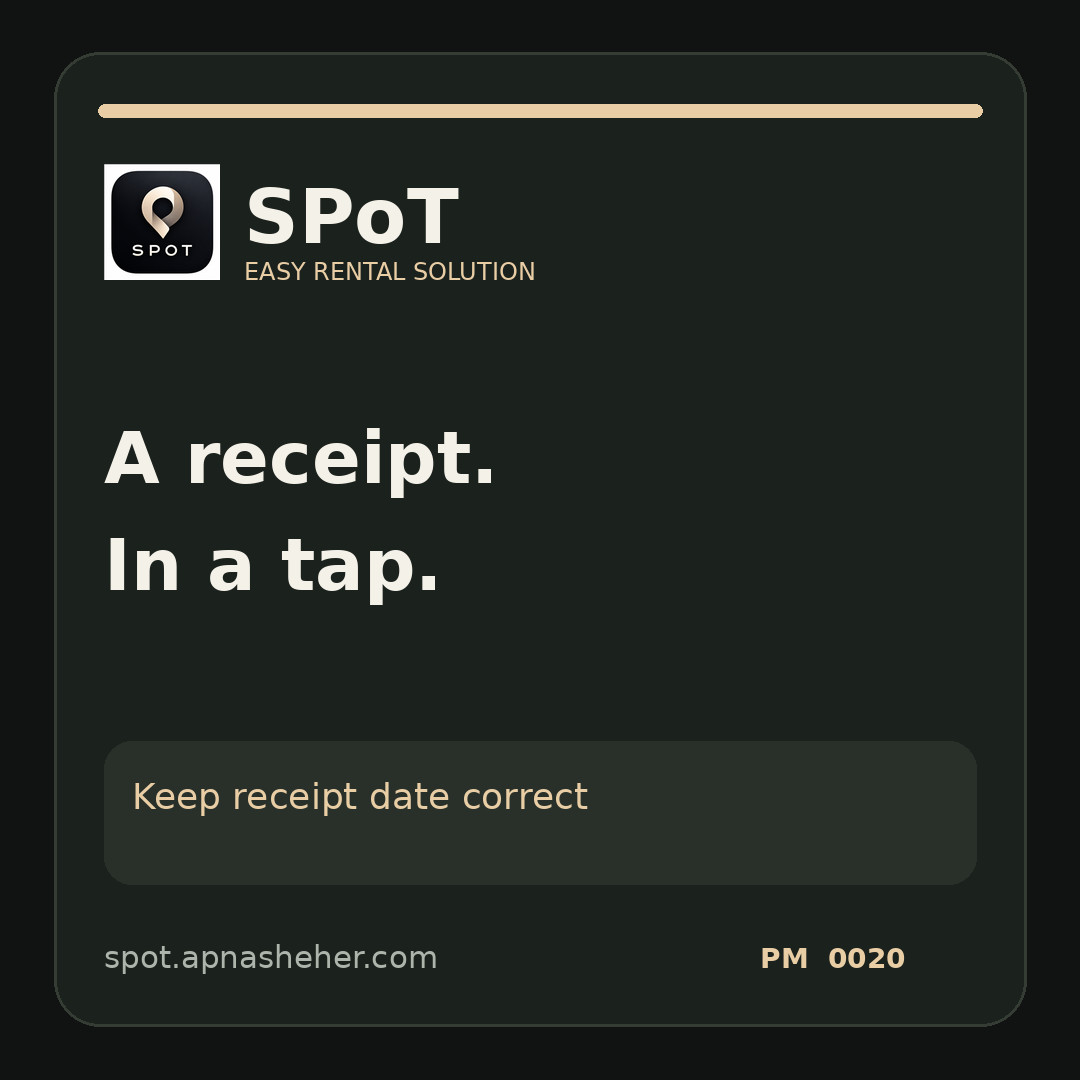 SPOT
SPoT
EASY RENTAL SOLUTION
A receipt.
In a tap.
Keep receipt date correct
spot.apnasheher.com
PM 0020